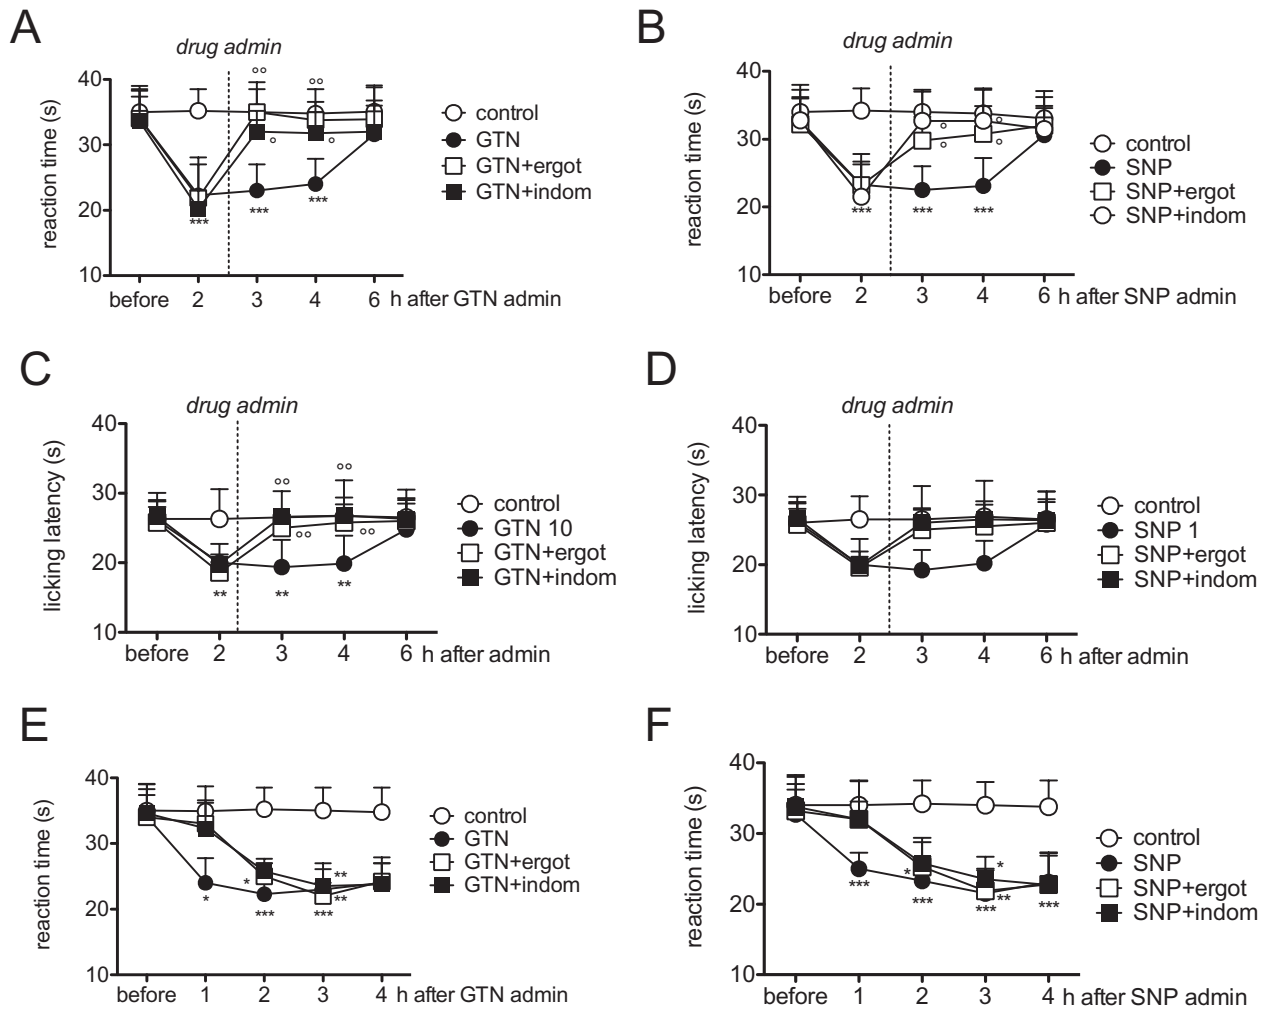 A
drug admin
reaction time (s)
40
30
20
10
°°
°°
°
°
***
***
***
before 2 3 4 6 h after GTN admin
control
GTN
GTN+ergot
GTN+indom
B
drug admin
reaction time (s)
40
30
20
10
°
°
°
°
*** *** ***
before 2 3 4 6 h after SNP admin
control
SNP
SNP+ergot
SNP+indom
C
drug admin
licking latency (s)
40
30
20
10
°°
°°
°°
°°
**
**
**
before 2 3 4 6 h after admin
control
GTN 10
GTN+ergot
GTN+indom
D
drug admin
licking latency (s)
40
30
20
10
before 2 3 4 6 h after admin
control
SNP 1
SNP+ergot
SNP+indom
E
reaction time (s)
40
30
20
10
*
*
***
**
**
***
before 1 2 3 4 h after GTN admin
control
GTN
GTN+ergot
GTN+indom
F
reaction time (s)
40
30
20
10
***
*
***
*
**
***
***
before 1 2 3 4 h after SNP admin
control
SNP
SNP+ergot
SNP+indom